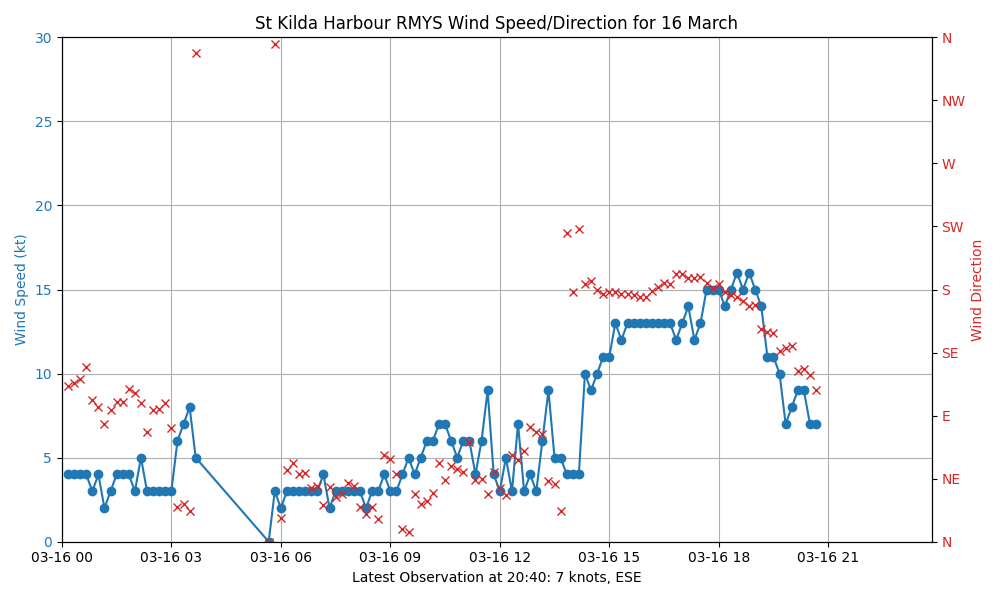 St Kilda Harbour RMYS Wind Speed/Direction for 16 March
30
25
20
15
10
5
0
Wind Speed (kt)
N
NW
W
SW
S
SE
E
NE
N
Wind Direction
03-16 00
03-16 03
03-16 06
03-16 09
03-16 12
03-16 15
03-16 18
03-16 21
Latest Observation at 20:40: 7 knots, ESE